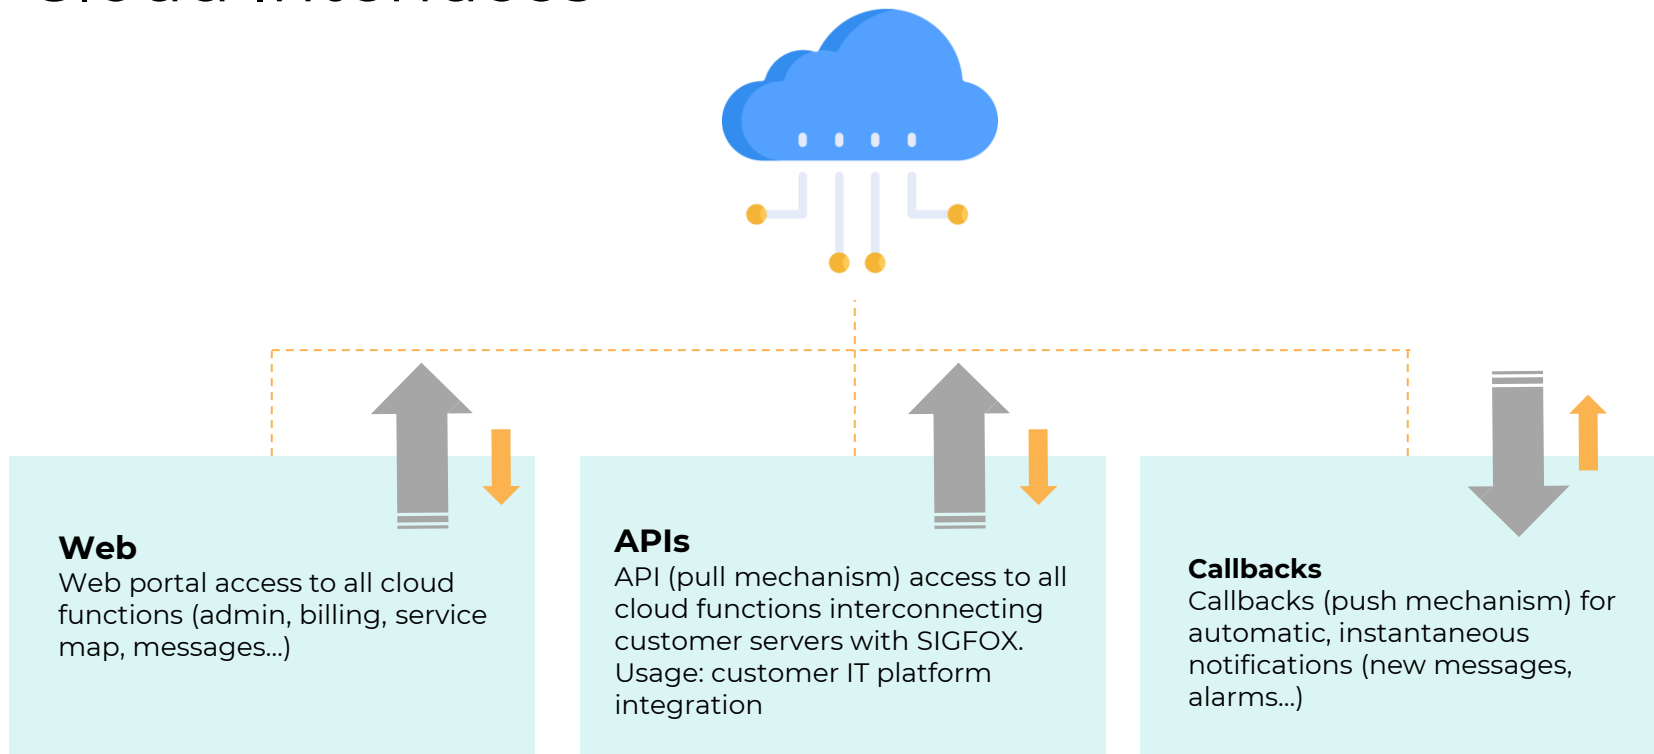 Cloud Interfaces
Web
Web portal access to all cloud
functions (admin, billing, service
map, messages…)
APIs
API (pull mechanism) access to all
cloud functions interconnecting
customer servers with SIGFOX.
Usage: customer IT platform
integration
Callbacks
Callbacks (push mechanism) for
automatic, instantaneous
notifications (new messages,
alarms…)